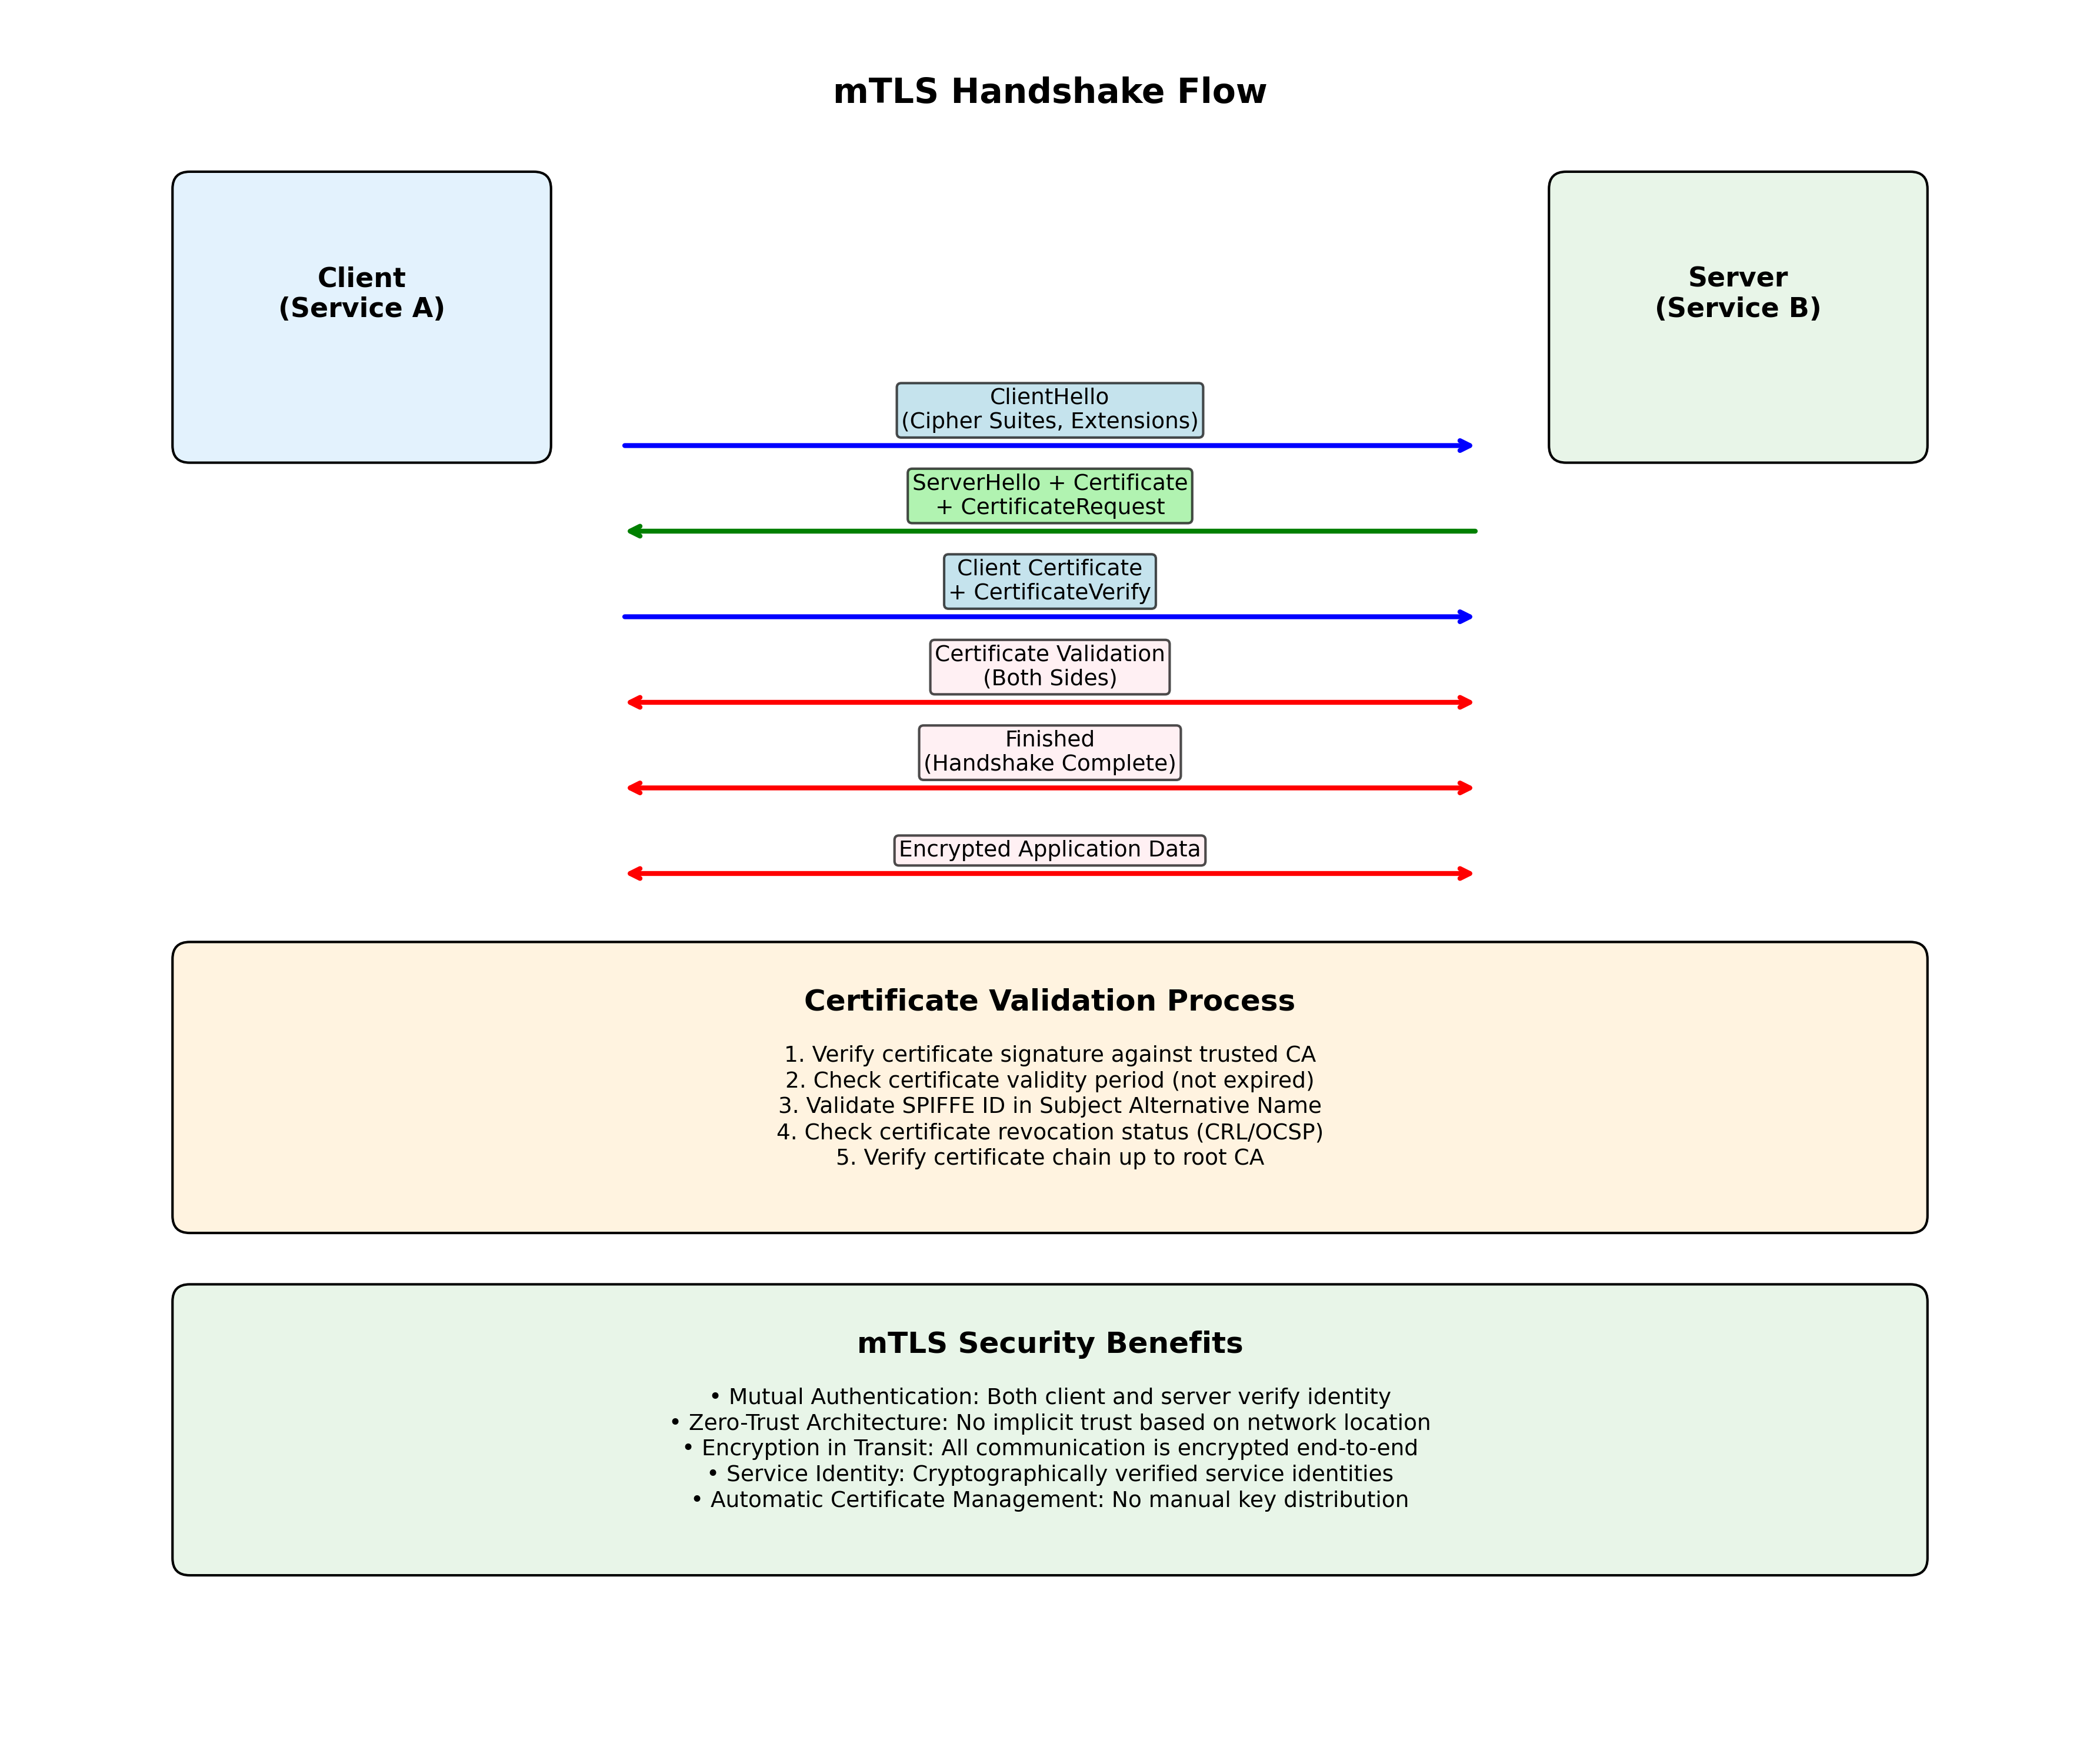 mTLS Handshake Flow
Client
(Service A)
Server
(Service B)
ClientHello
(Cipher Suites, Extensions)
ServerHello + Certificate
+ CertificateRequest
Client Certificate
+ CertificateVerify
Certificate Validation
(Both Sides)
Finished
(Handshake Complete)
Encrypted Application Data
Certificate Validation Process
1. Verify certificate signature against trusted CA
2. Check certificate validity period (not expired)
3. Validate SPIFFE ID in Subject Alternative Name
4. Check certificate revocation status (CRL/OCSP)
5. Verify certificate chain up to root CA
mTLS Security Benefits
• Mutual Authentication: Both client and server verify identity
• Zero-Trust Architecture: No implicit trust based on network location
• Encryption in Transit: All communication is encrypted end-to-end
• Service Identity: Cryptographically verified service identities
• Automatic Certificate Management: No manual key distribution